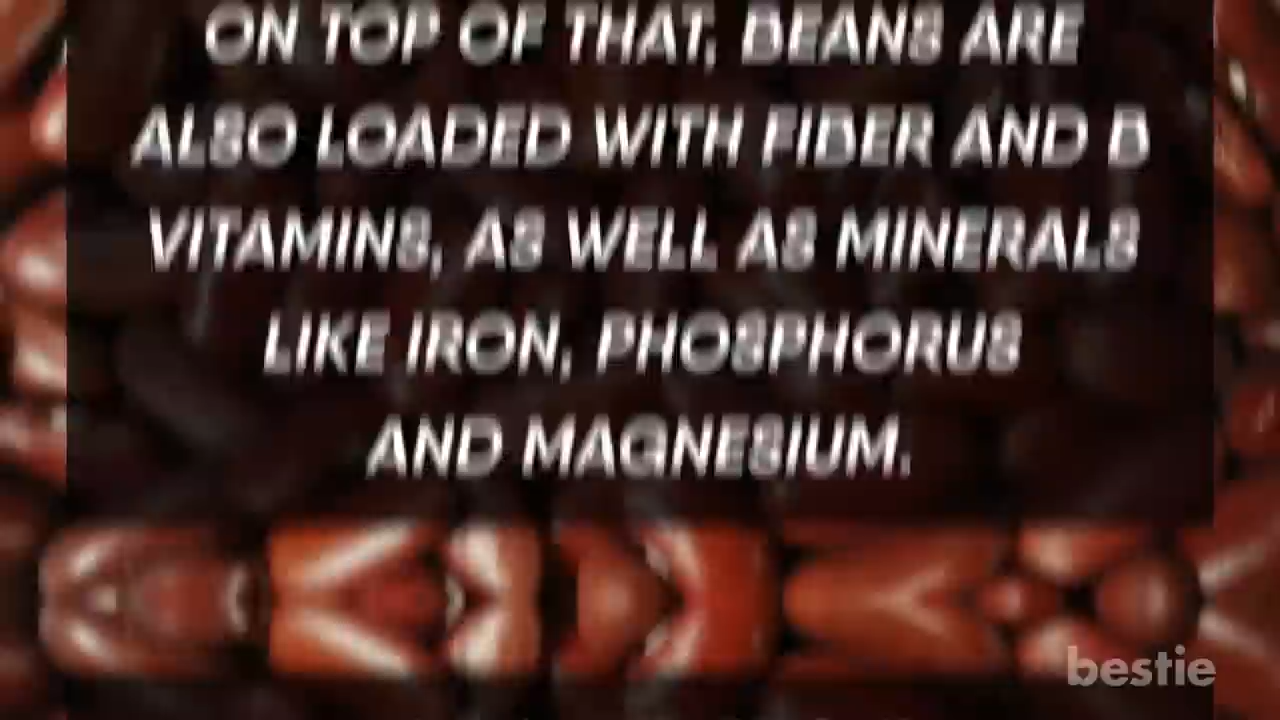 ON TOP OF THAT, BEANS ARE
ALSO LOADED WITH FIBER AND B
VITAMINS, AS WELL AS MINERALS
LIKE IRON, PHOSPHORUS
AND MAGNESIUM.
bestie